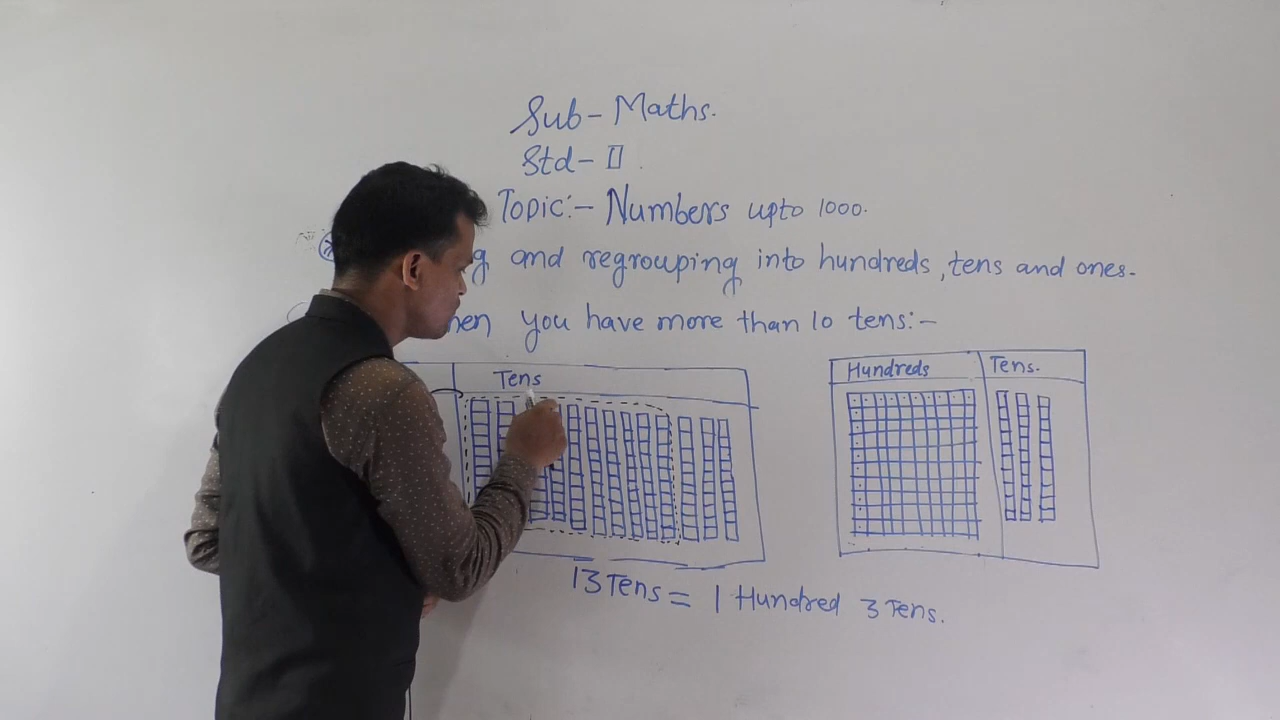 Sub- Maths.
Std- II.
Topic:- Numbers upto 1000.
and regrouping into hundreds, tens and ones.
you have more than 10 tens:-
Tens
Hundreds Tens.
13 Tens = 1 Hundred 3 Tens.